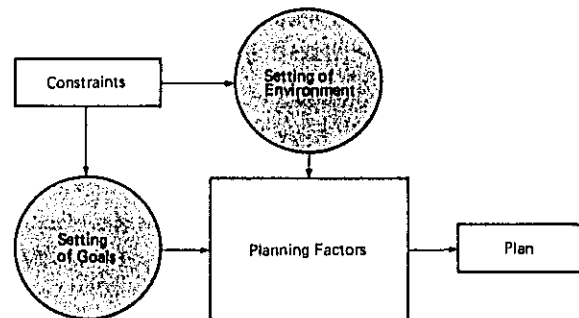 Constraints
Setting of
Environment
Setting
of Goals
Planning Factors
Plan